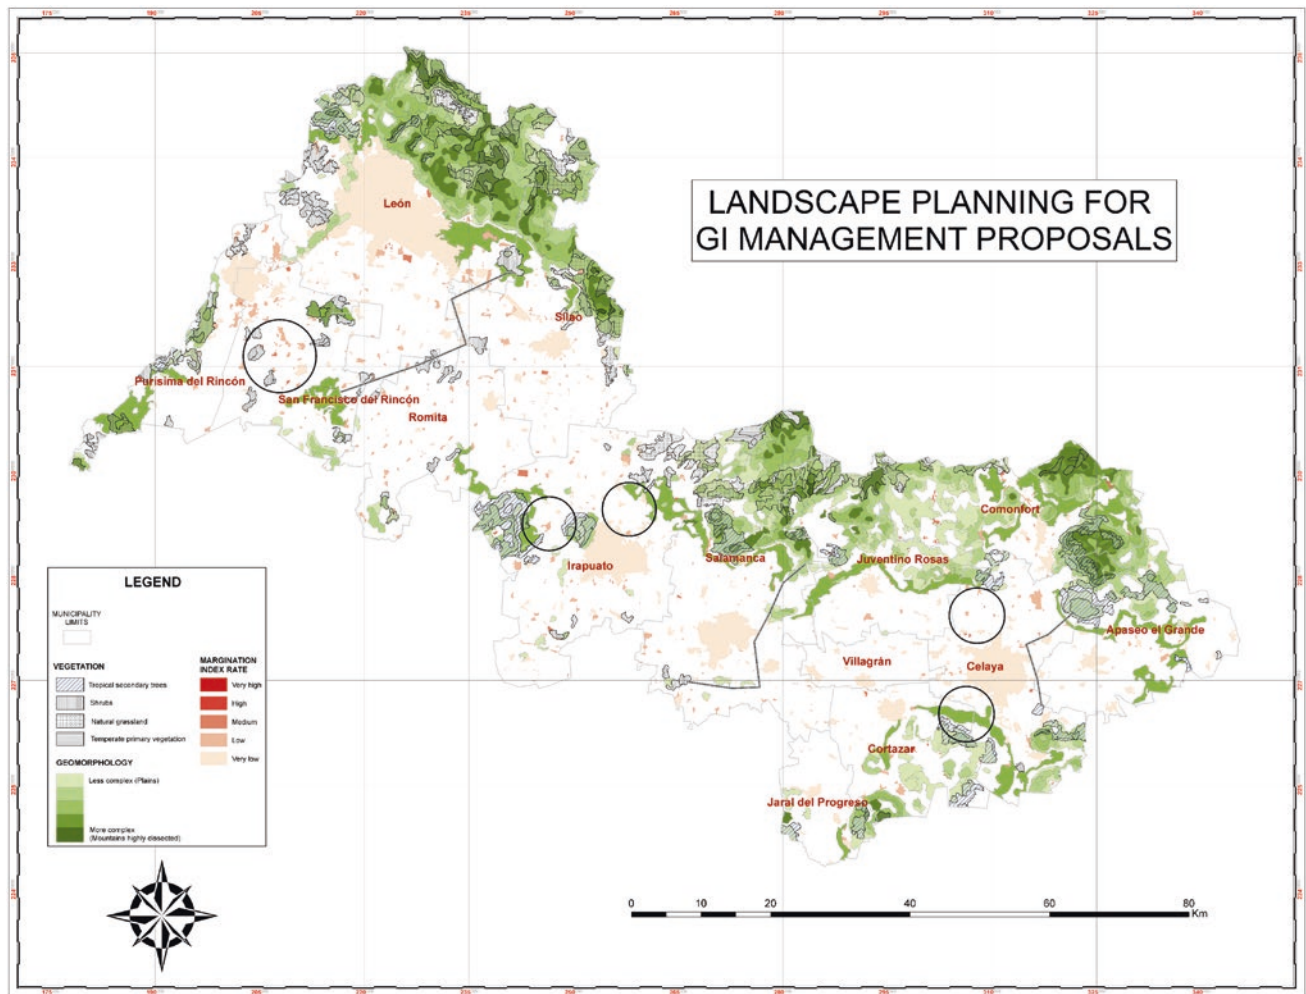 LANDSCAPE PLANNING FOR
GI MANAGEMENT PROPOSALS
León
Silao
Purísima del Rincón
San Francisco del Rincón
Romita
Comonfort
Salamanca
Juventino Rosas
Irapuato
Apaseo el Grande
Villagrán
Celaya
Cortazar
Jaral del Progreso
LEGEND
MUNICIPALITY
LIMITS
VEGETATION
Tropical secondary trees
Shrubs
Natural grassland
Temperate primary vegetation
GEOMORPHOLOGY
Less complex (Plains)
More complex
(Mountains highly dissected)
MARGINATION
INDEX RATE
Very high
High
Medium
Low
Very low
0 10 20 40 60 80
Km